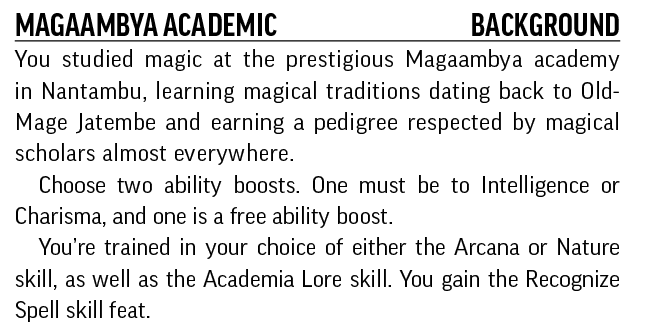 MAGAAMBYA ACADEMIC BACKGROUND
You studied magic at the prestigious Magaambya academy
in Nantambu, learning magical traditions dating back to Old-
Mage Jatembe and earning a pedigree respected by magical
scholars almost everywhere.
Choose two ability boosts. One must be to Intelligence or
Charisma, and one is a free ability boost.
You're trained in your choice of either the Arcana or Nature
skill, as well as the Academia Lore skill. You gain the Recognize
Spell skill feat.